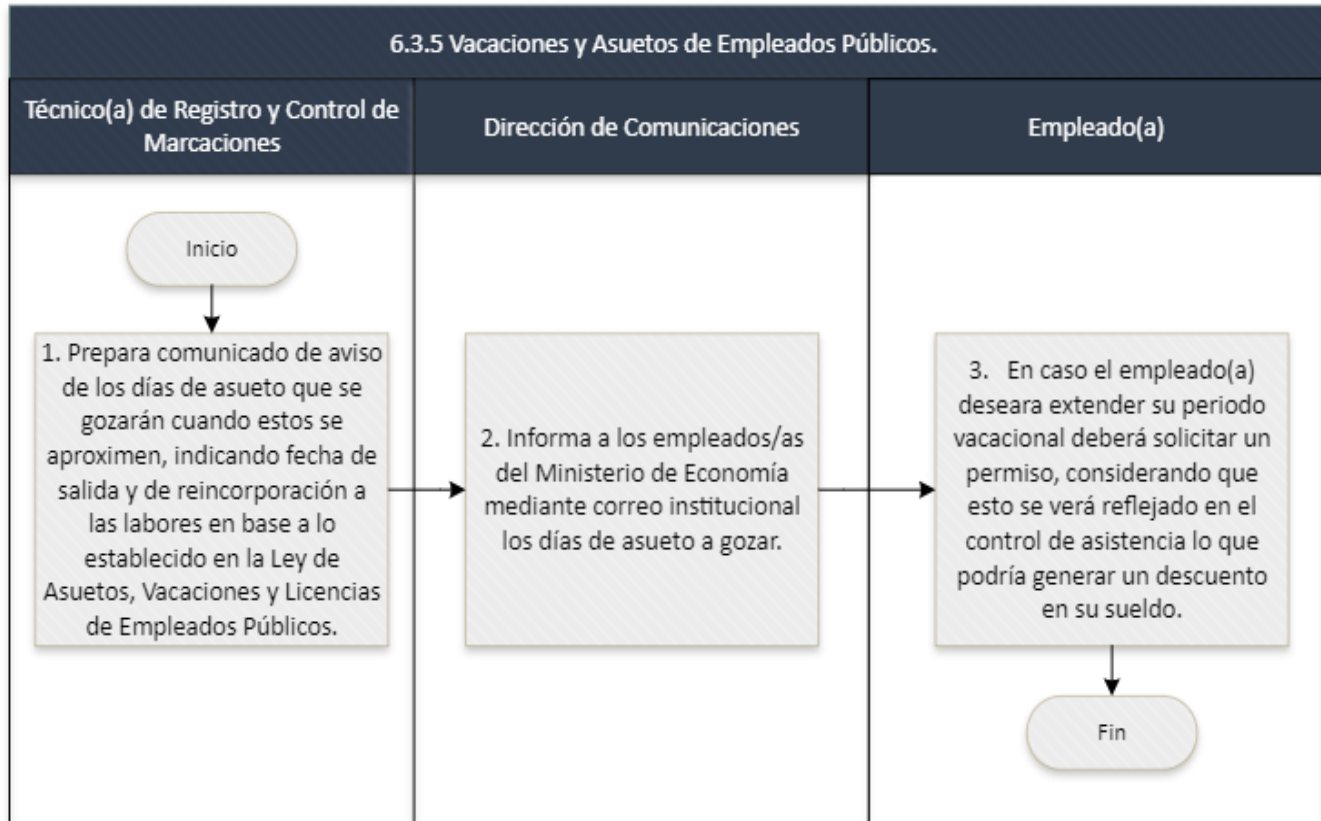 6.3.5 Vacaciones y Asuetos de Empleados Públicos.
Técnico(a) de Registro y Control de
Marcaciones
Dirección de Comunicaciones
Empleado(a)
Inicio
1. Prepara comunicado de aviso
de los días de asueto que se
gozarán cuando estos se
aproximen, indicando fecha de
salida y de reincorporación a
las labores en base a lo
establecido en la Ley de
Asuetos, Vacaciones y Licencias
de Empleados Públicos.
2. Informa a los empleados/as
del Ministerio de Economía
mediante correo institucional
los días de asueto a gozar.
3. En caso el empleado(a)
deseara extender su periodo
vacacional deberá solicitar un
permiso, considerando que
esto se verá reflejado en el
control de asistencia lo que
podría generar un descuento
en su sueldo.
Fin